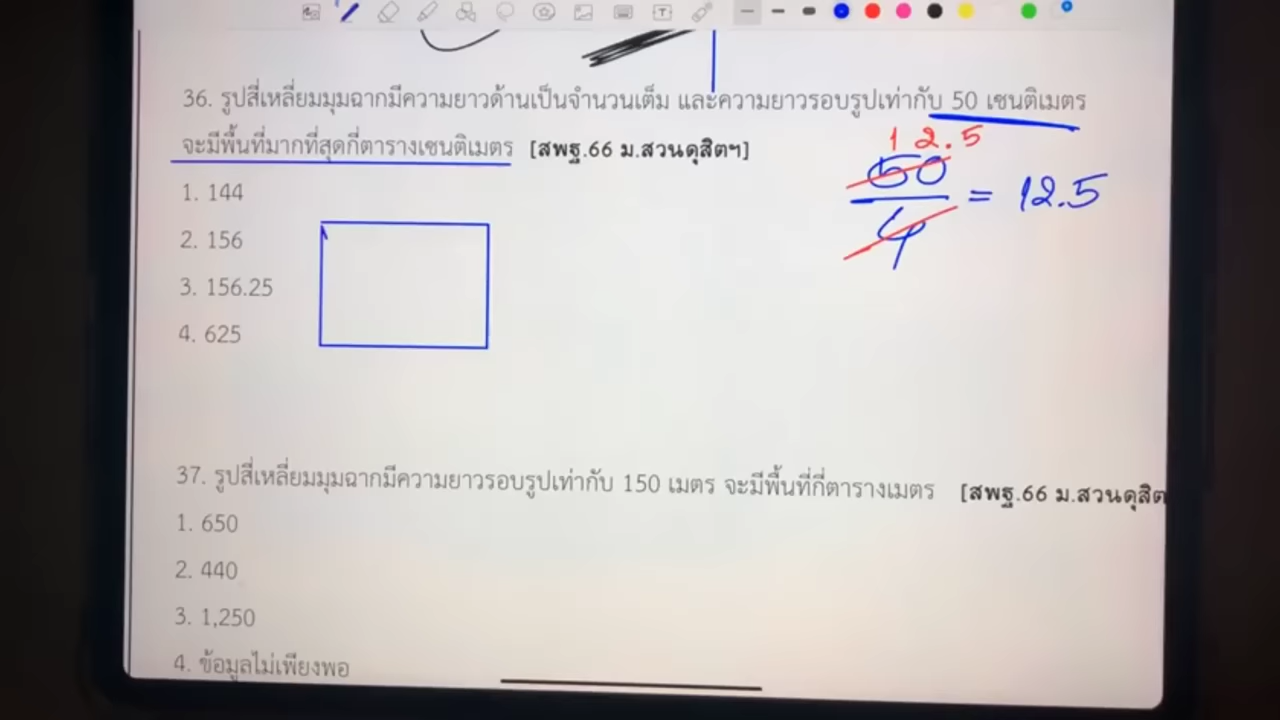 36. รูปสี่เหลี่ยมมุมฉากมีความยาวด้านเป็นจำนวนเต็ม และความยาวรอบรูปเท่ากับ 50 เซนติเมตร
จะมีพื้นที่มากที่สุดกี่ตารางเซนติเมตร [สพฐ.66 ม.สวนดุสิตฯ]
12.5
50
4
= 12.5
1. 144
2. 156
3. 156.25
4. 625
37. รูปสี่เหลี่ยมมุมฉากมีความยาวรอบรูปเท่ากับ 150 เมตร จะมีพื้นที่กี่ตารางเมตร [สพฐ.66 ม.สวนดุสิต
1. 650
2. 440
3. 1,250
4. ข้อมูลไม่เพียงพอ